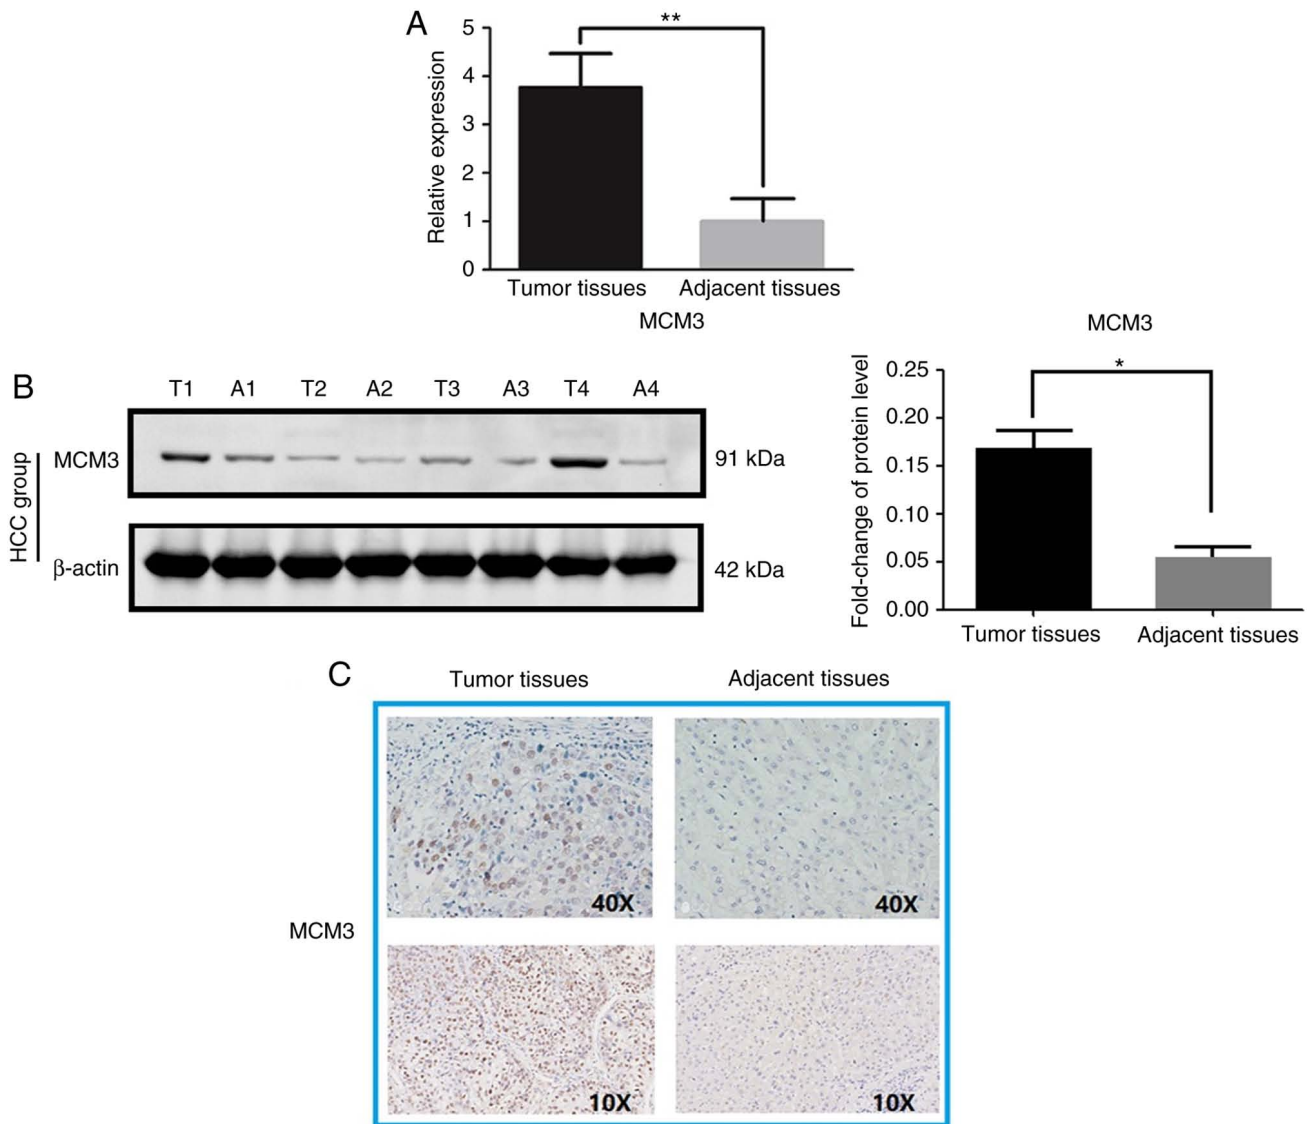 A
**
5
4
3
2
1
0
Relative expression
Tumor tissues Adjacent tissues
MCM3
B
T1 A1 T2 A2 T3 A3 T4 A4
HCC group
MCM3
91 kDa
β-actin
42 kDa
MCM3
*
0.25
0.20
0.15
0.10
0.05
0.00
Fold-change of protein level
Tumor tissues Adjacent tissues
C
Tumor tissues Adjacent tissues
MCM3
40X 40X
10X 10X